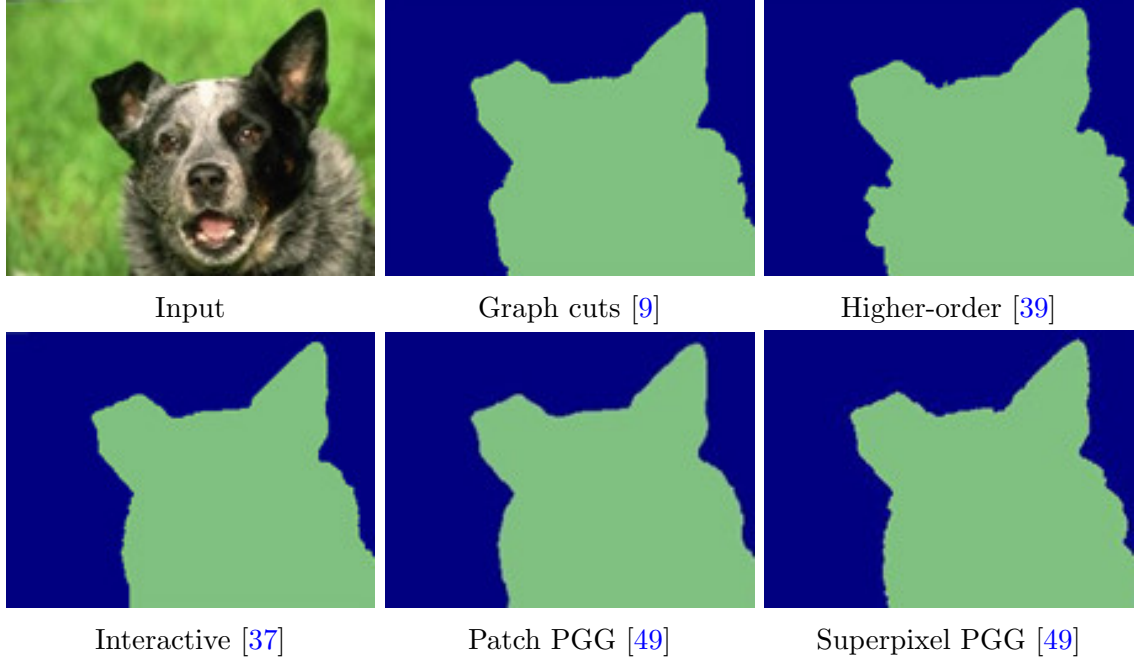 Input
Graph cuts [9]
Higher-order [39]
Interactive [37]
Patch PGG [49]
Superpixel PGG [49]